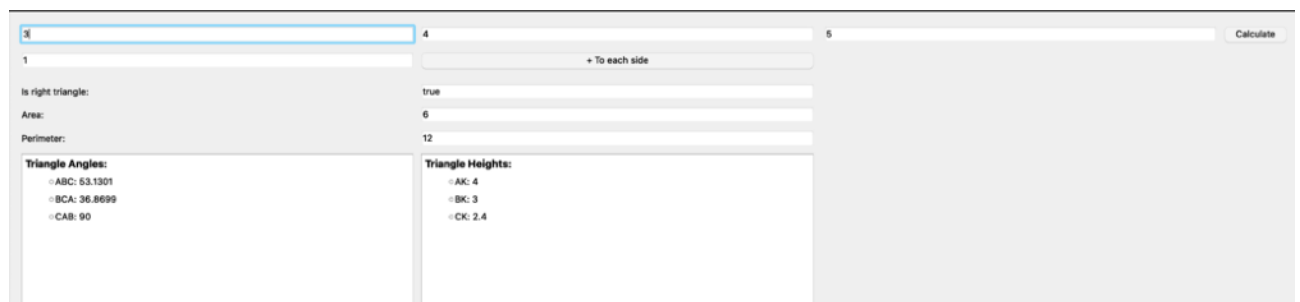 3 4 5 Calculate
1 + To each side
Is right triangle: true
Area: 6
Perimeter: 12
Triangle Angles: Triangle Heights:
ABC: 53.1301 AK: 4
BCA: 36.8699 BK: 3
CAB: 90 CK: 2.4